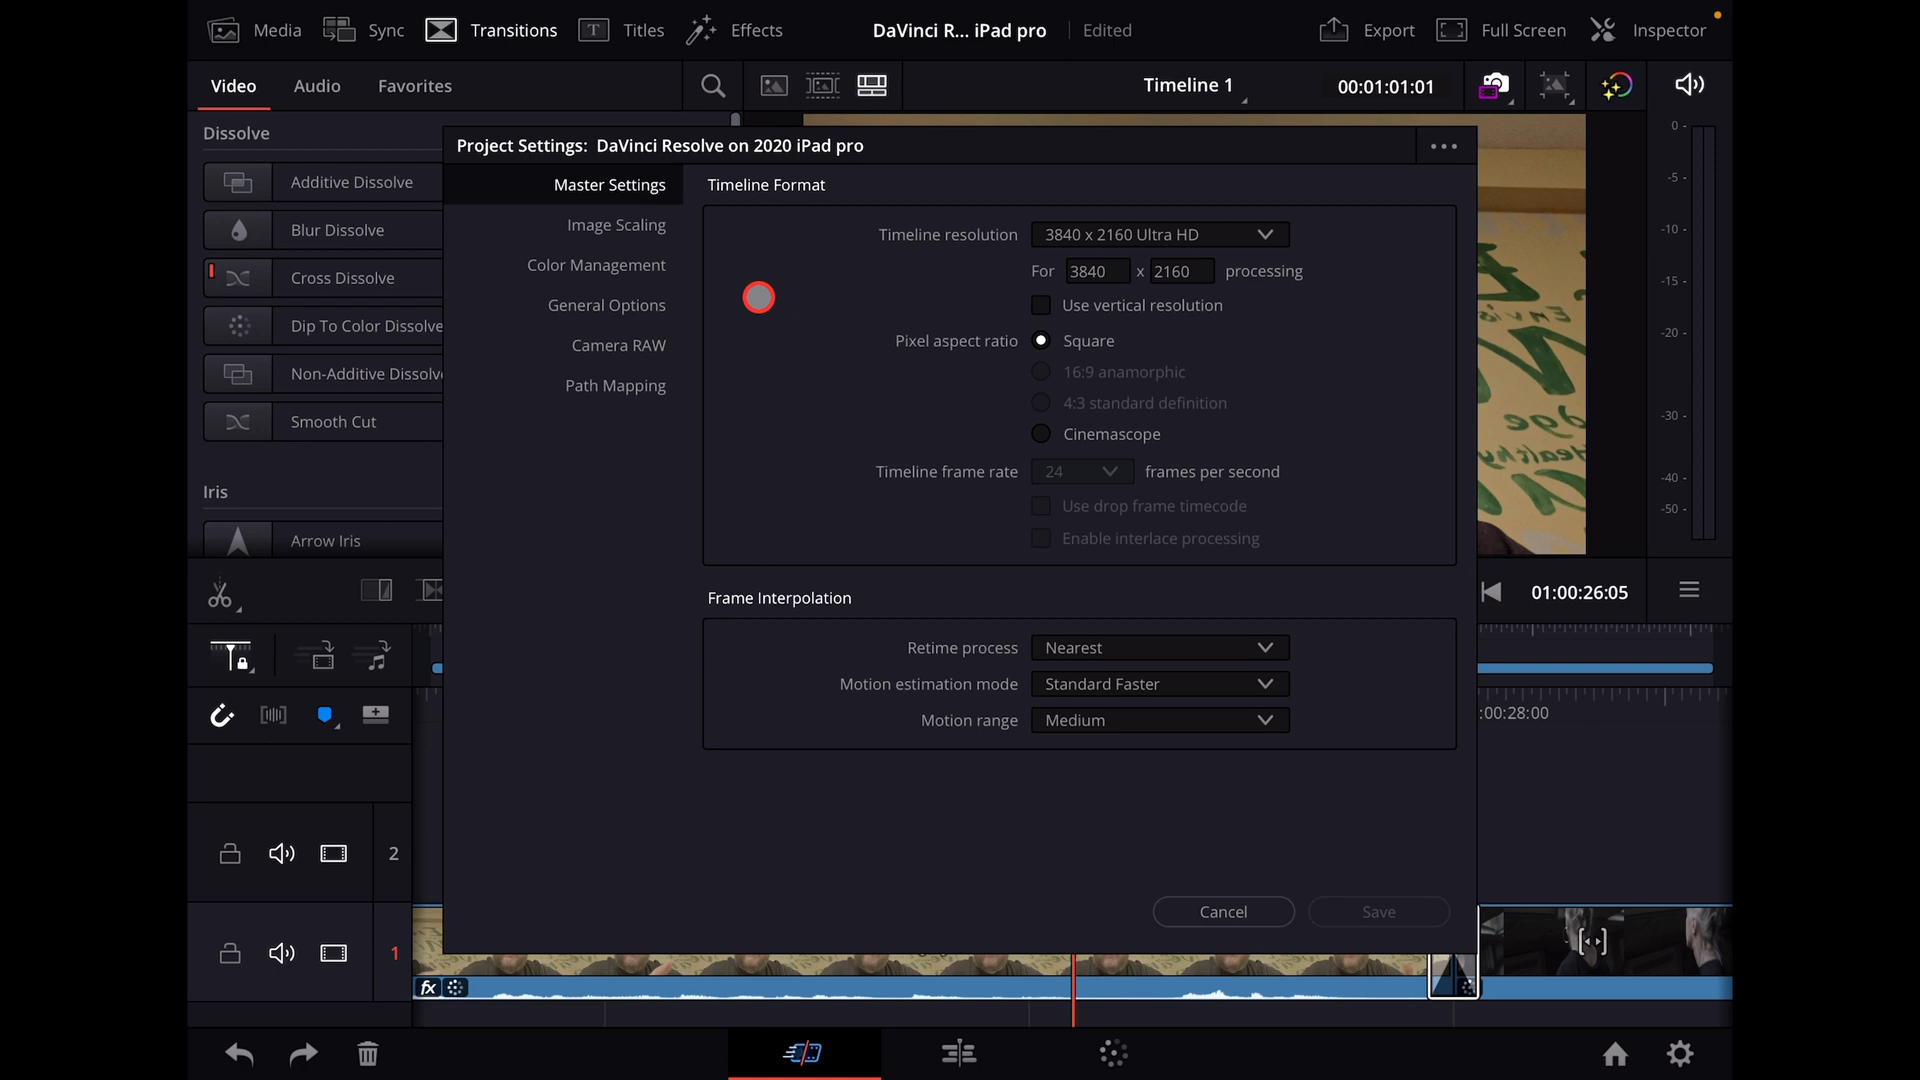 Media Sync Transitions Titles Effects DaVinci R... iPad pro Edited Export Full Screen Inspector
Video Audio Favorites Timeline 1 00:01:01:01
Dissolve
Additive Dissolve
Blur Dissolve
Cross Dissolve
Dip To Color Dissolve
Non-Additive Dissolv
Smooth Cut
Iris
Arrow Iris
Project Settings: DaVinci Resolve on 2020 iPad pro
Master Settings
Image Scaling
Color Management
General Options
Camera RAW
Path Mapping
Timeline Format
Timeline resolution 3840 x 2160 Ultra HD
For 3840 x 2160 processing
Use vertical resolution
Pixel aspect ratio Square
16:9 anamorphic
4:3 standard definition
Cinemascope
Timeline frame rate 24 frames per second
Use drop frame timecode
Enable interlace processing
Frame Interpolation
Retime process Nearest
Motion estimation mode Standard Faster
Motion range Medium
Cancel Save
0
-5
-10
-15
-20
-30
-40
-50
01:00:26:05
:00:28:00
2
1
fx